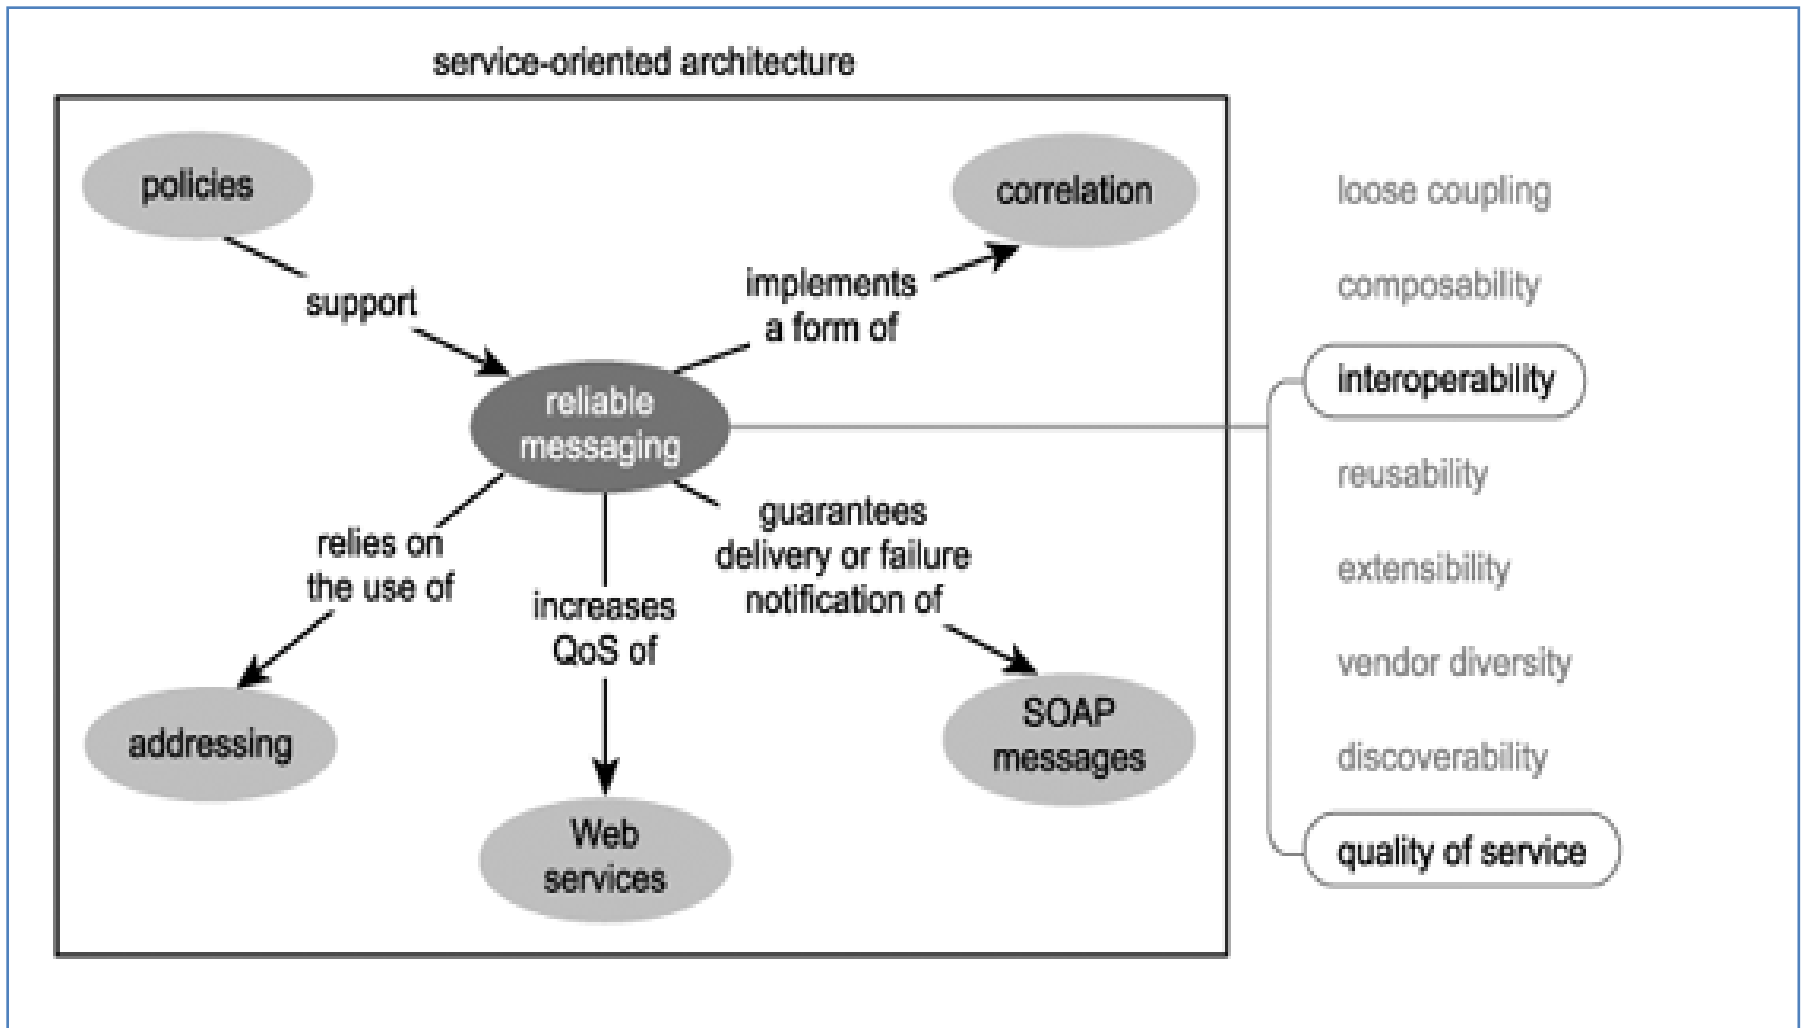 service-oriented architecture
policies
support
correlation
implements
a form of
reliable
messaging
relies on
the use of
addressing
increases
QoS of
Web
services
guarantees
delivery or failure
notification of
SOAP
messages
loose coupling
composability
interoperability
reusability
extensibility
vendor diversity
discoverability
quality of service